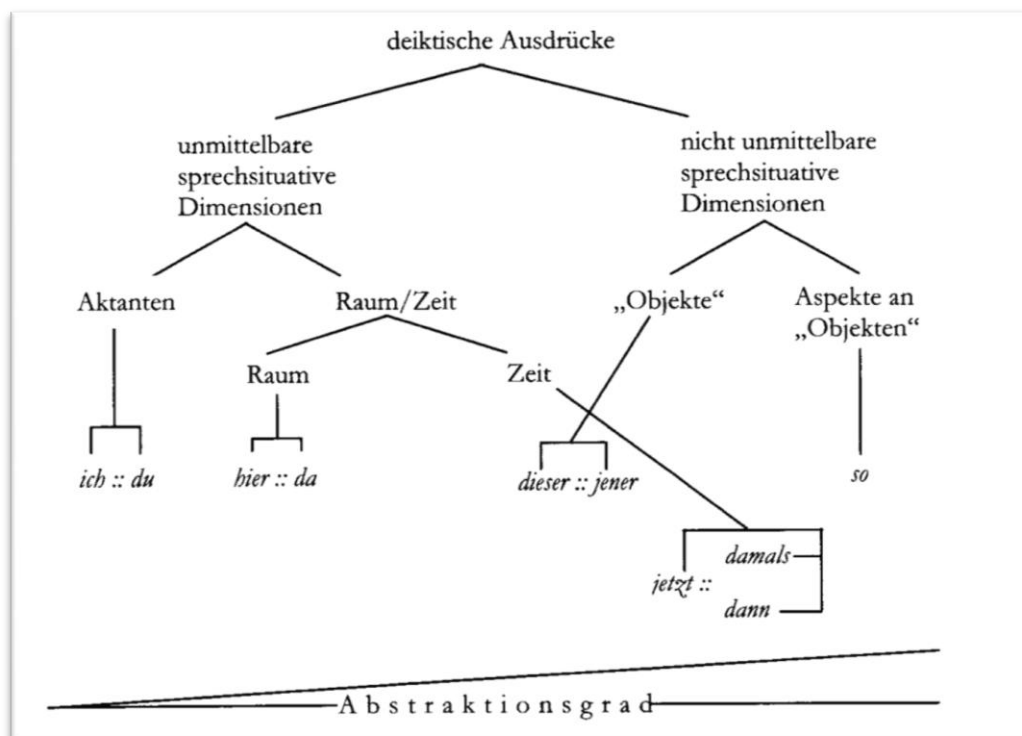 deiktische Ausdrücke
unmittelbare
sprechsituative
Dimensionen
nicht unmittelbare
sprechsituative
Dimensionen
Aktanten
Raum/Zeit
„Objekte“
Aspekte an
„Objekten“
Raum
Zeit
ich :: du
hier :: da
dieser :: jener
so
damals
jetzt ::
dann
Abstraktionsgrad